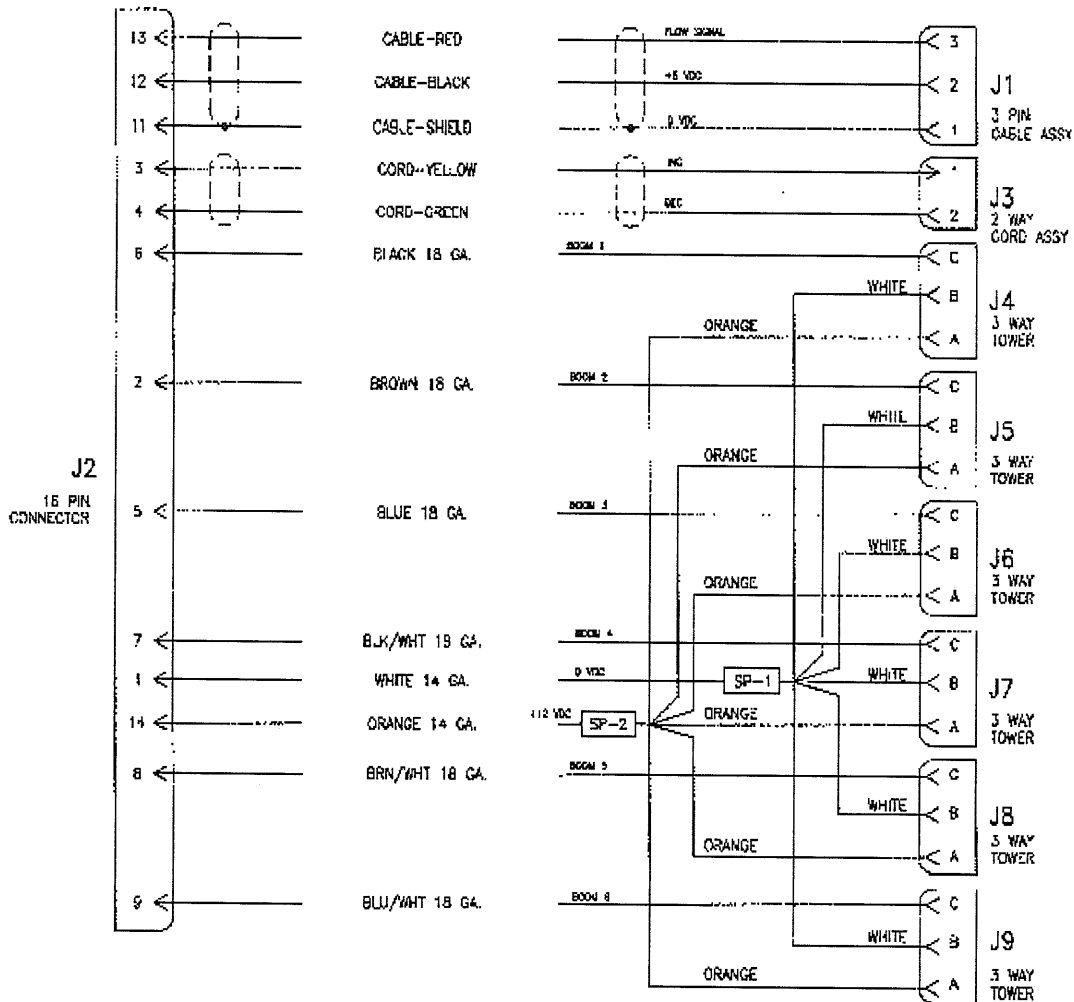 13 CABLE-RED FLOW SIGNAL 3
12 CABLE-BLACK +5 VDC 2 J1
11 CABLE-SHIELD 0 VDC 1 3 PIN
CABLE ASSY
3 CORD-YELLOW INC
J3
4 CORD-GREEN DEC 2 2 WAY
CORD ASSY
6 BLACK 18 GA. BOOM 1 C
WHITE B J4
ORANGE A 3 WAY
TOWER
2 BROWN 18 GA. BOOM 2 C
WHITE B J5
ORANGE A 3 WAY
TOWER
J2
16 PIN
CONNECTOR
5 BLUE 18 GA. BOOM 3 C
WHITE B J6
ORANGE A 3 WAY
TOWER
7 BLK/WHT 18 GA. BOOM 4 C
1 WHITE 14 GA. 0 VDC SP-1 WHITE B J7
14 ORANGE 14 GA. +12 VDC SP-2 ORANGE A 3 WAY
TOWER
8 BRN/WHT 18 GA. BOOM 5 C
WHITE B J8
ORANGE A 3 WAY
TOWER
9 BLU/WHT 18 GA. BOOM 6 C
WHITE B J9
ORANGE A 3 WAY
TOWER